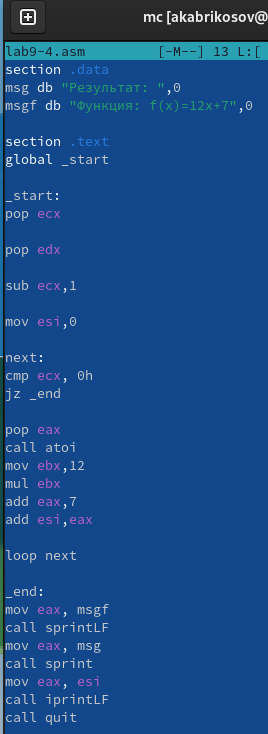 mc [akabrikosov@
lab9-4.asm [-M--] 13 L:[
section .data
msg db "Результат: ",0
msgf db "Функция: f(x)=12x+7",0
section .text
global _start
_start:
pop ecx
pop edx
sub ecx,1
mov esi,0
next:
cmp ecx, 0h
jz _end
pop eax
call atoi
mov ebx,12
mul ebx
add eax,7
add esi,eax
loop next
_end:
mov eax, msgf
call sprintLF
mov eax, msg
call sprint
mov eax, esi
call iprintLF
call quit